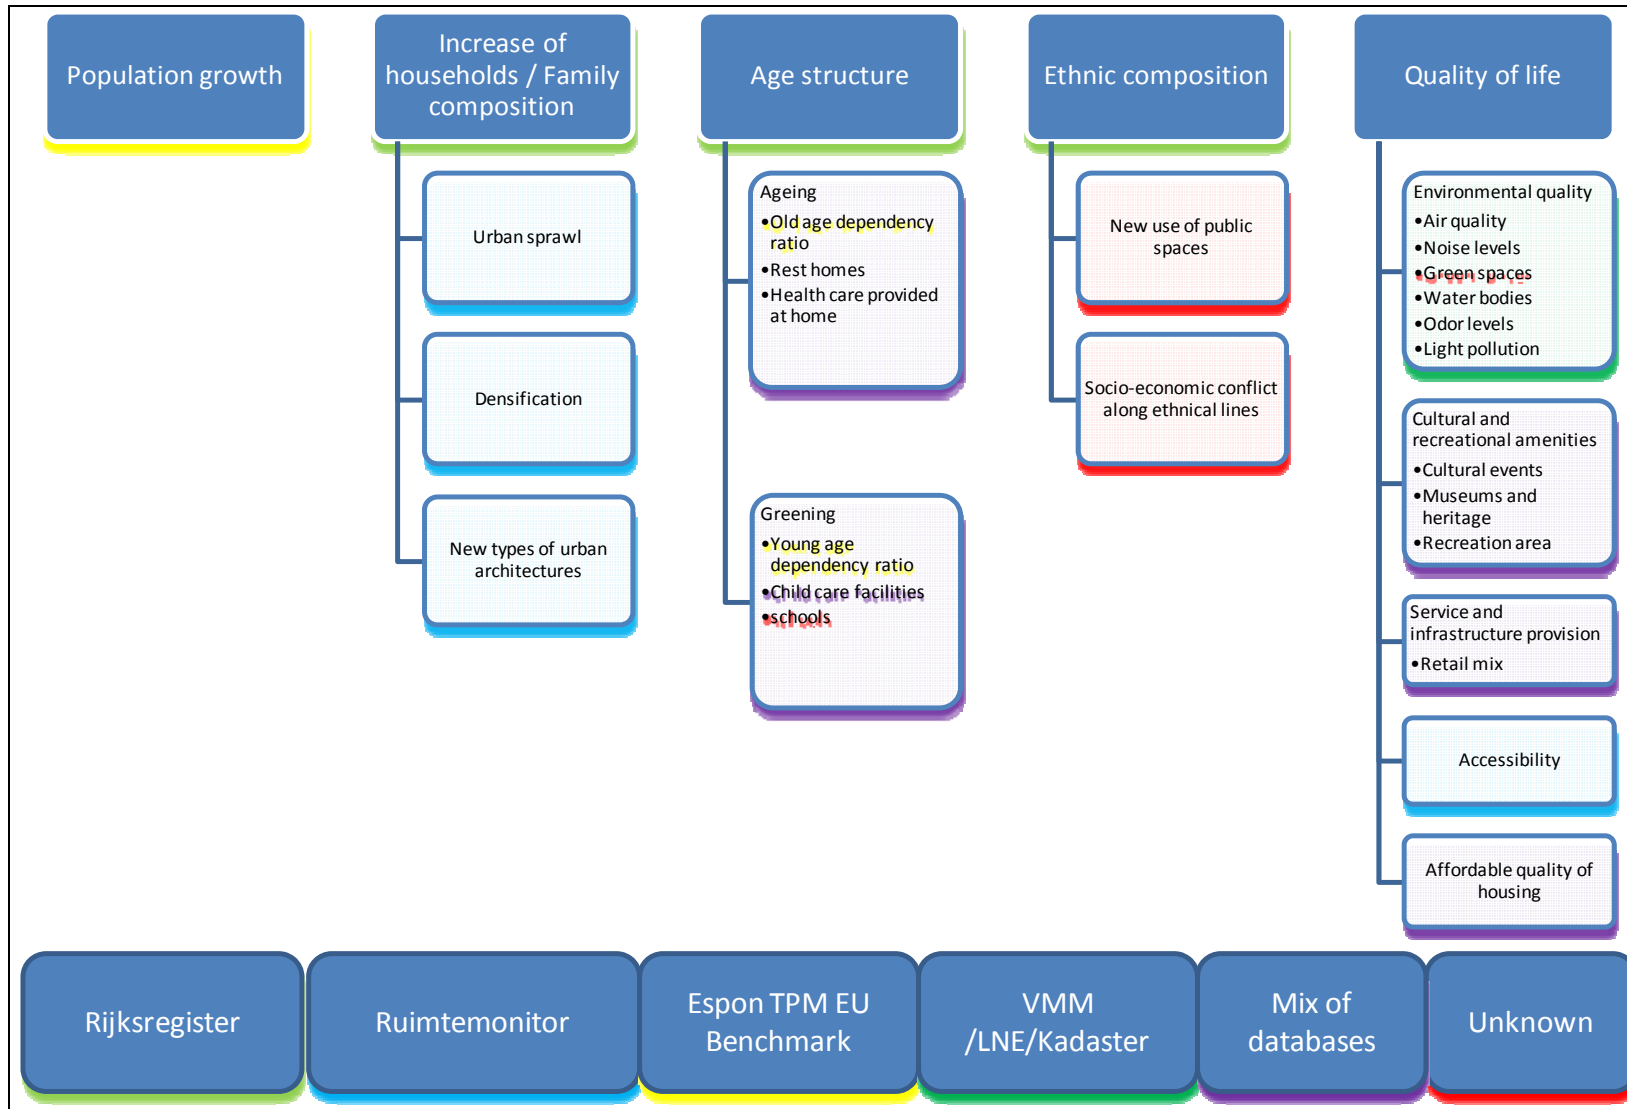 Population growth
Increase of
households / Family
composition
Age structure
Ethnic composition
Quality of life
Urban sprawl
Densification
New types of urban
architectures
Ageing
•Old age dependency
ratio
•Rest homes
•Health care provided
at home
Greening
•Young age
dependency ratio
•Child care facilities
•schools
New use of public
spaces
Socio-economic conflict
along ethnical lines
Environmental quality
•Air quality
•Noise levels
•Green spaces
•Water bodies
•Odor levels
•Light pollution
Cultural and
recreational amenities
•Cultural events
•Museums and
heritage
•Recreation area
Service and
infrastructure provision
•Retail mix
Accessibility
Affordable quality of
housing
Rijksregister
Ruimtemonitor
Espon TPM EU
Benchmark
VMM
/LNE/Kadaster
Mix of
databases
Unknown